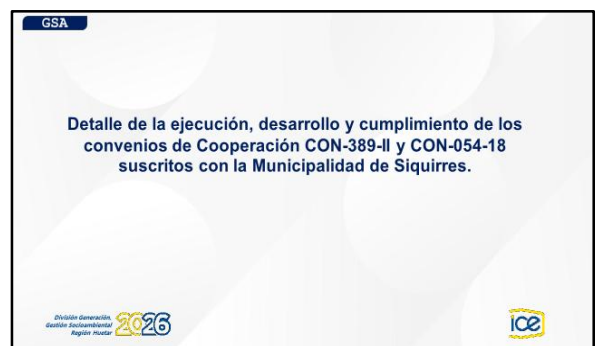 GSA
Detalle de la ejecución, desarrollo y cumplimiento de los
convenios de Cooperación CON-389-II y CON-054-18
suscritos con la Municipalidad de Siquirres.
División Generación,
Gestión Socioambiental
Región Huetar
2026
ice